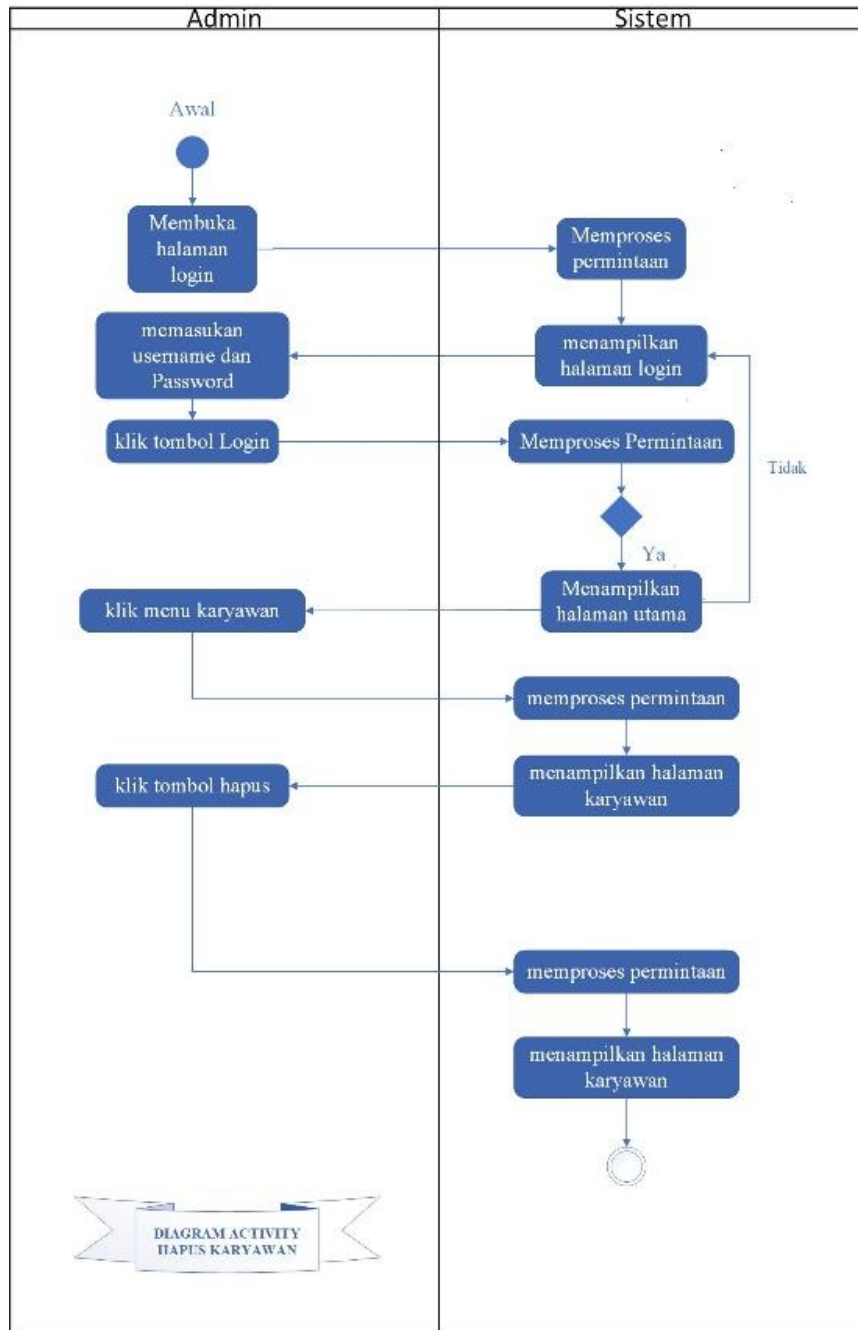 Admin
Sistem
Awal
Membuka
halaman
login
Memproses
permintaan
memasukan
username dan
Password
menampilkan
halaman login
klik tombol Login
Memproses Permintaan
Tidak
Ya
klik menu karyawan
Menampilkan
halaman utama
memproses permintaan
klik tombol hapus
menampilkan halaman
karyawan
memproses permintaan
menampilkan halaman
karyawan
DIAGRAM ACTIVITY
HAPUS KARYAWAN